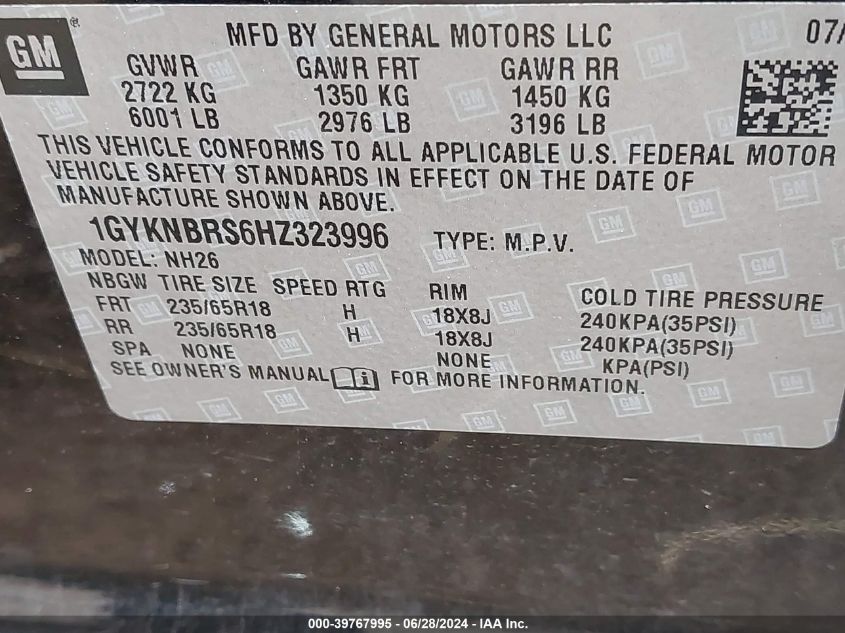 GM ®
MFD BY GENERAL MOTORS LLC 07/
GVWR GAWR FRT GAWR RR
2722 KG 1350 KG 1450 KG
6001 LB 2976 LB 3196 LB
THIS VEHICLE CONFORMS TO ALL APPLICABLE U.S. FEDERAL MOTOR
VEHICLE SAFETY STANDARDS IN EFFECT ON THE DATE OF
MANUFACTURE SHOWN ABOVE.
1GYKNBRS6HZ323996 TYPE: M.P.V.
MODEL: NH26
NBGW TIRE SIZE SPEED RTG RIM COLD TIRE PRESSURE
FRT 235/65R18 H 18X8J 240KPA(35PSI)
RR 235/65R18 H 18X8J 240KPA(35PSI)
SPA NONE NONE KPA(PSI)
SEE OWNER'S MANUAL i FOR MORE INFORMATION.
000-39767995 - 06/28/2024 - IAA Inc.